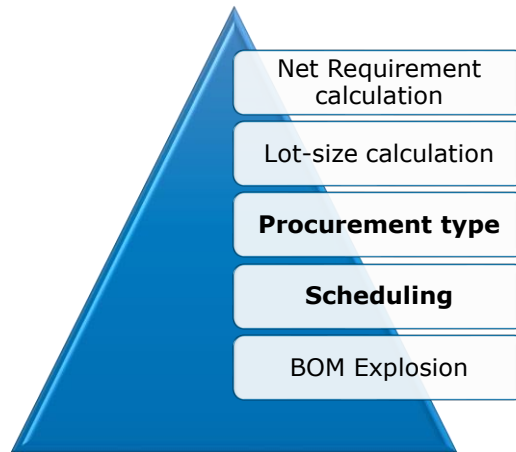 Net Requirement
calculation
Lot-size calculation
Procurement type
Scheduling
BOM Explosion